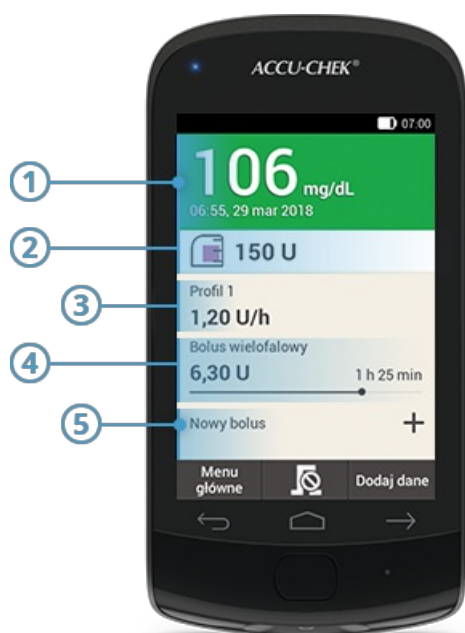 ACCU-CHEK®
07:00
1
106 mg/dL
06:55, 29 mar 2018
2
150 U
3
Profil 1
1,20 U/h
4
Bolus wielofalowy
6,30 U
1 h 25 min
5
Nowy bolus
+
Menu
główne
Dodaj dane